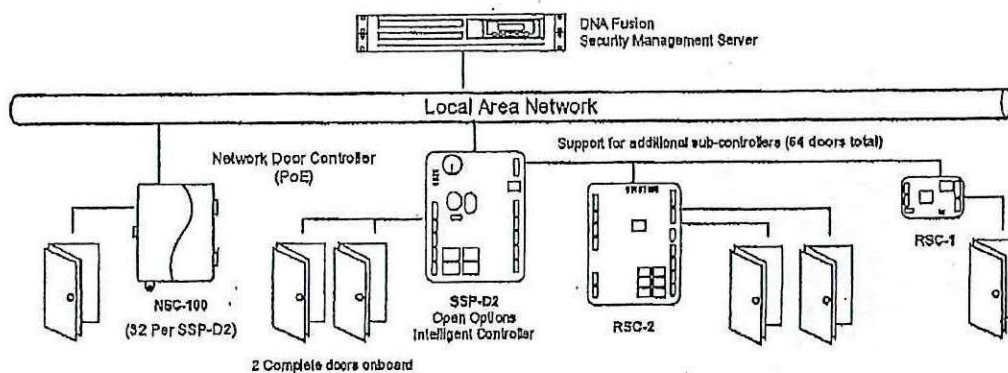 DNA Fusion
Security Management Server
Local Area Network
Network Door Controller
(PoE)
Support for additional sub-controllers (64 doors total)
NSC-100
(32 Per SSP-D2)
SSP-D2
Open Options
Intelligent Controller
RSC-2
RSC-1
2 Complete doors onboard